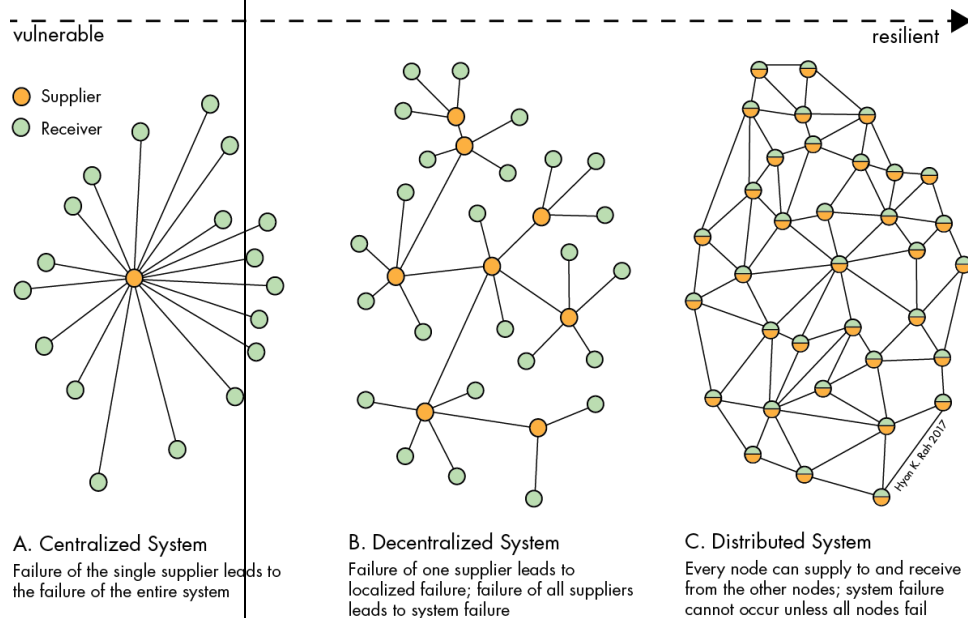 vulnerable
resilient
Supplier
Receiver
Hyon K. Rah 2017
A. Centralized System
Failure of the single supplier leads to
the failure of the entire system
B. Decentralized System
Failure of one supplier leads to
localized failure; failure of all suppliers
leads to system failure
C. Distributed System
Every node can supply to and receive
from the other nodes; system failure
cannot occur unless all nodes fail